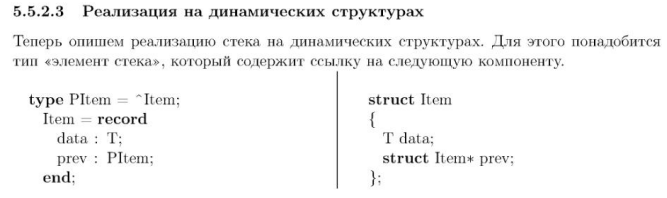 5.5.2.3 Реализация на динамических структурах
Теперь опишем реализацию стека на динамических структурах. Для этого понадобится
тип «элемент стека», который содержит ссылку на следующую компоненту.
type PItem = ^Item;
Item = record
data : T;
prev : PItem;
end;
struct Item
{
T data;
struct Item* prev;
};